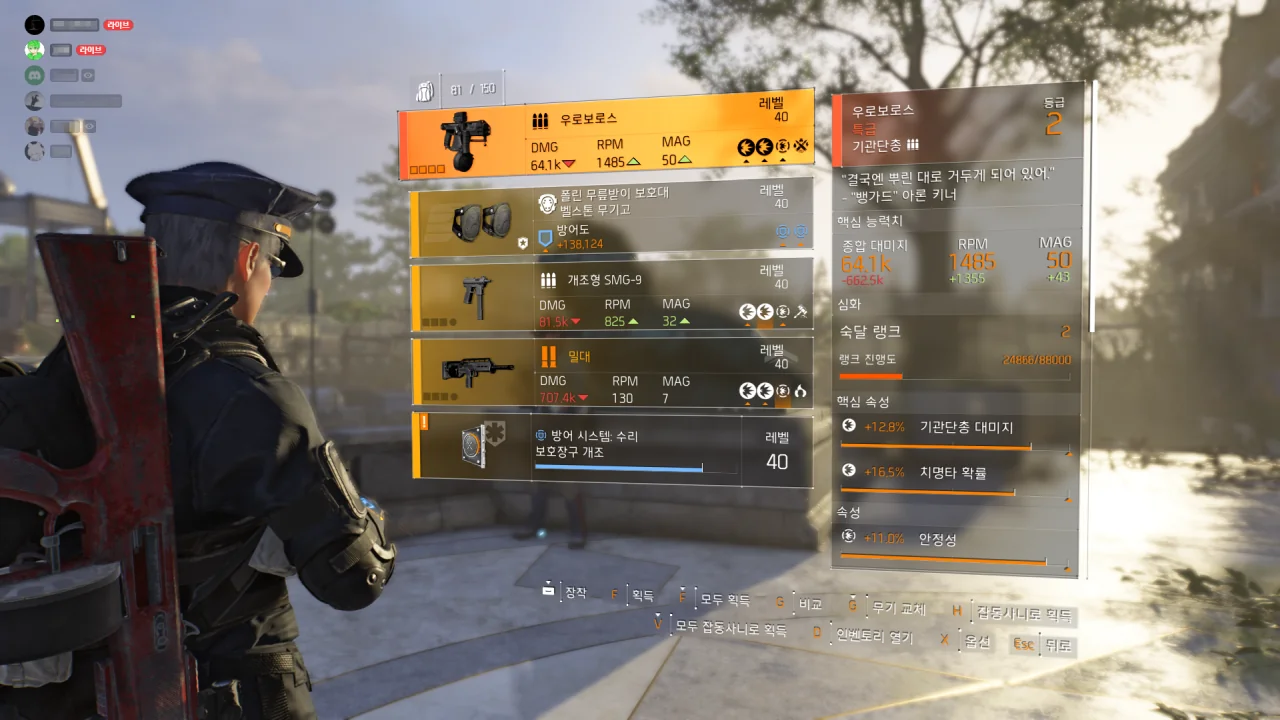 라이브
라이브
81 / 150
우로보로스
레벨
40
DMG
RPM
MAG
64.1k
1485
50
폴린 무릎받이 보호대
벨스톤 무기고
레벨
40
방어도
+138,124
개조형 SMG-9
레벨
40
DMG
RPM
MAG
81.5k
825
32
밀대
레벨
40
DMG
RPM
MAG
707.4k
130
7
방어 시스템: 수리
보호장구 개조
레벨
40
우로보로스
특급
기관단총
등급
2
"결국엔 뿌린 대로 거두게 되어 있어."
- "뱅가드" 아론 키너
핵심 능력치
종합 대미지
RPM
MAG
64.1k
1485
50
-662.5k
+1355
+43
심화
숙달 랭크 2
랭크 진행도 24866/88000
핵심 속성
+12.8% 기관단총 대미지
+16.5% 치명타 확률
속성
+11.0% 안정성
장착
F 획득
F 모두 획득
G 비교
G 무기 교체
H 잡동사니로 획득
V 모두 잡동사니로 획득
O 인벤토리 열기
X 옵션
Esc 뒤로